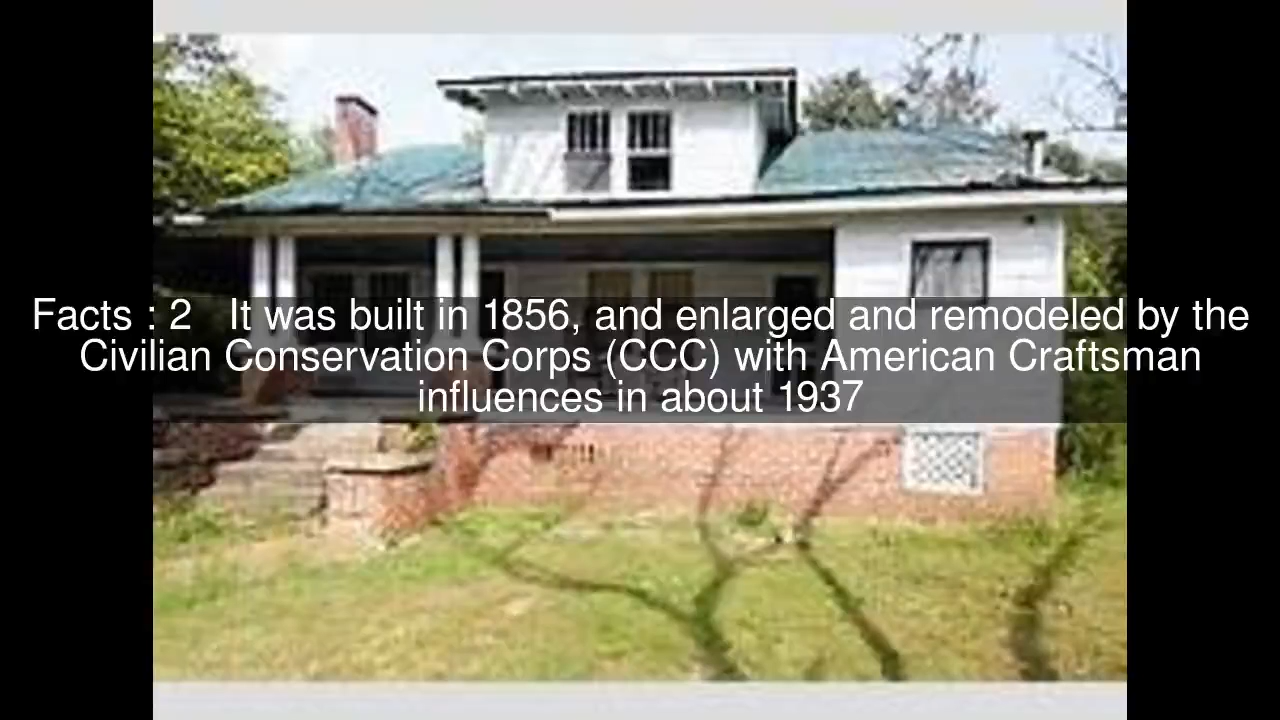 Facts : 2   It was built in 1856, and enlarged and remodeled by the
Civilian Conservation Corps (CCC) with American Craftsman
influences in about 1937